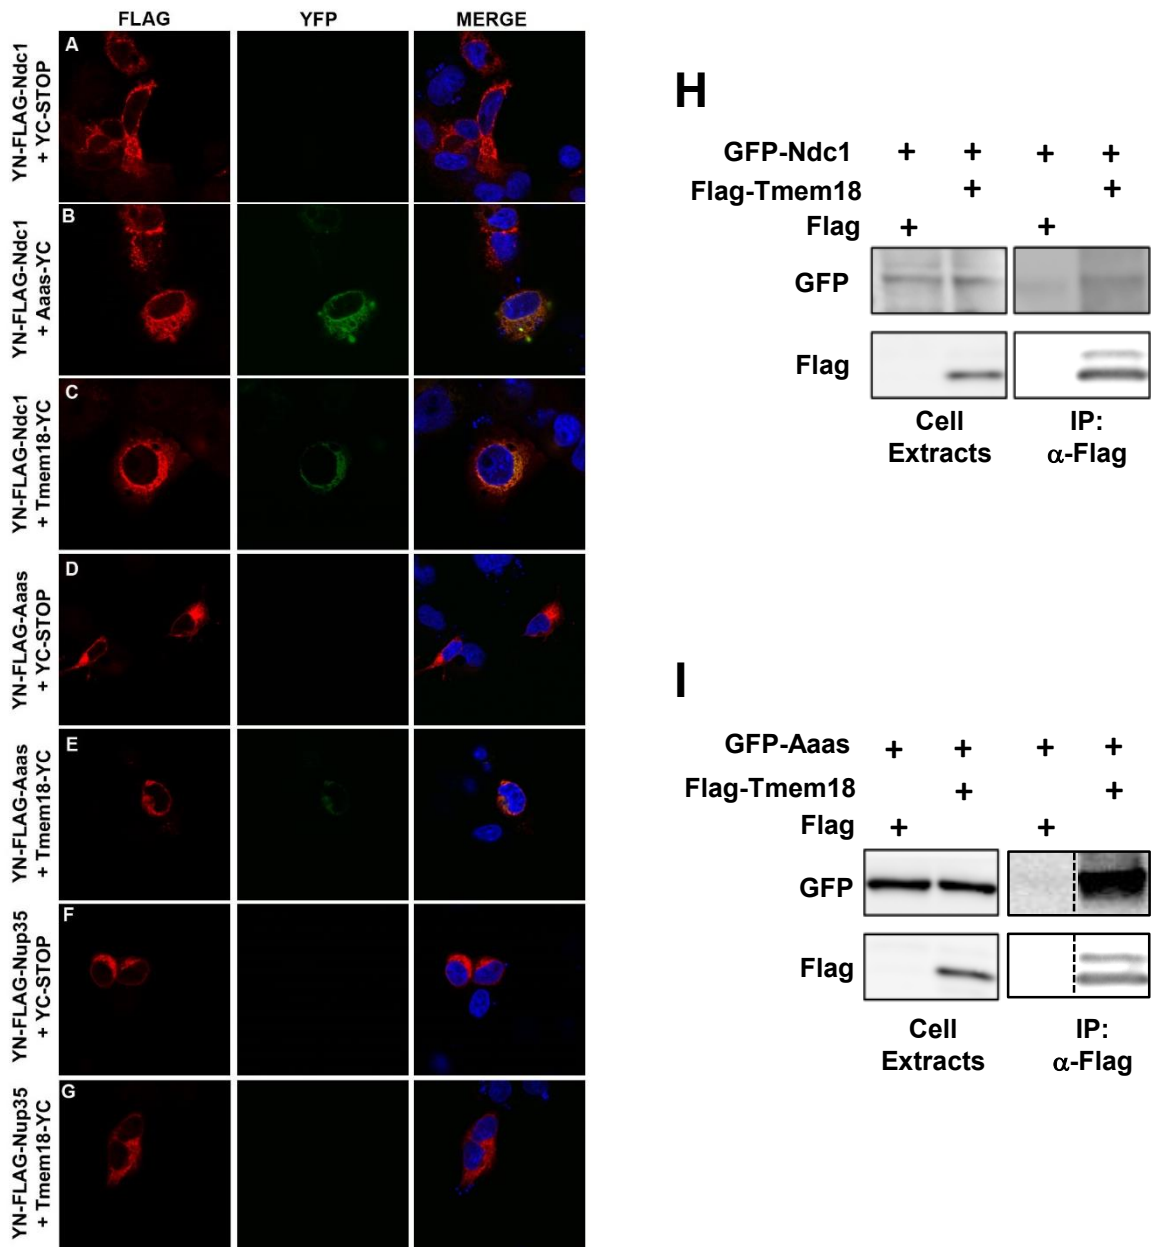 FLAG YFP MERGE
YN-FLAG-Ndc1
+ YC-STOP
A
YN-FLAG-Ndc1
+ Aaas-YC
B
YN-FLAG-Ndc1
+ Tmem18-YC
C
YN-FLAG-Aaas
+ YC-STOP
D
YN-FLAG-Aaas
+ Tmem18-YC
E
YN-FLAG-Nup35
+ YC-STOP
F
YN-FLAG-Nup35
+ Tmem18-YC
G
H
GFP-Ndc1 + + + +
Flag-Tmem18 + +
Flag + +
GFP
Flag
Cell
Extracts
IP:
α-Flag
I
GFP-Aaas + + + +
Flag-Tmem18 + +
Flag + +
GFP
Flag
Cell
Extracts
IP:
α-Flag